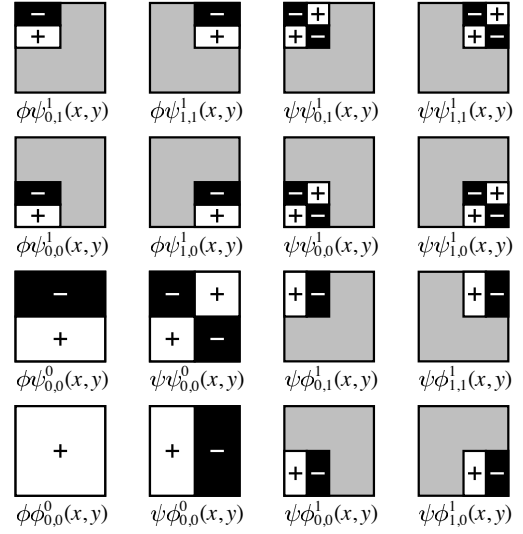 − − − + − +
+ + + − + −
ϕψ¹₀,₁(x, y) ϕψ¹₁,₁(x, y) ψψ¹₀,₁(x, y) ψψ¹₁,₁(x, y)
− − − + − +
+ + + − + −
ϕψ¹₀,₀(x, y) ϕψ¹₁,₀(x, y) ψψ¹₀,₀(x, y) ψψ¹₁,₀(x, y)
− − + + − + −
+ + −
ϕψ⁰₀,₀(x, y) ψψ⁰₀,₀(x, y) ψϕ¹₀,₁(x, y) ψϕ¹₁,₁(x, y)
+ + −
+ − + −
ϕϕ⁰₀,₀(x, y) ψϕ⁰₀,₀(x, y) ψϕ¹₀,₀(x, y) ψϕ¹₁,₀(x, y)